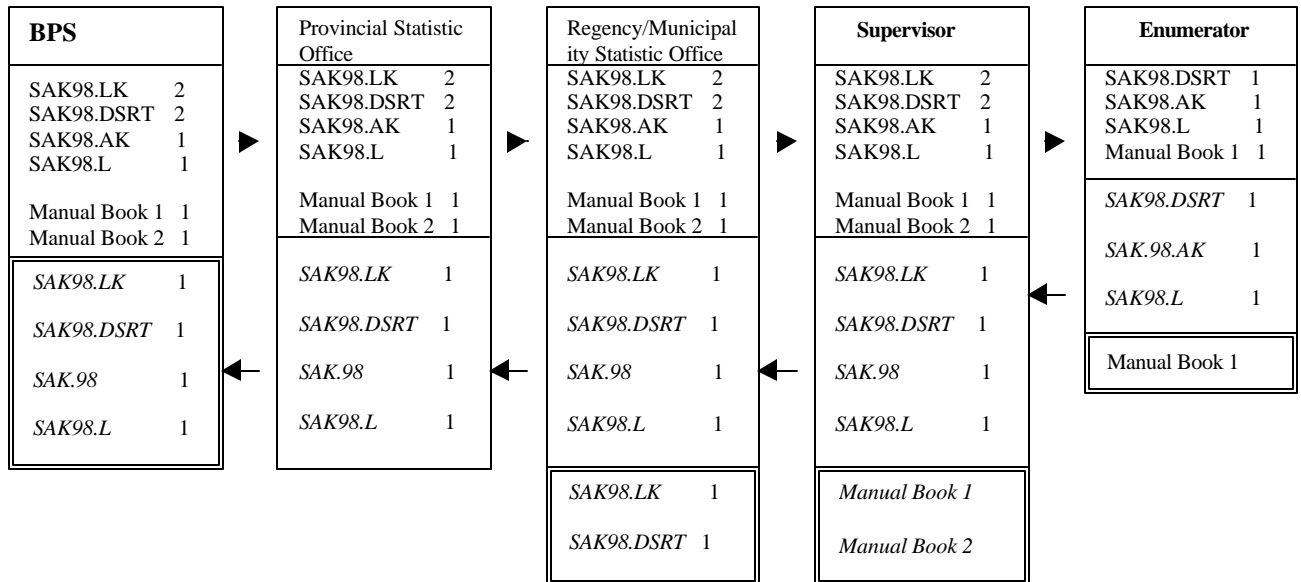 BPS
SAK98.LK 2
SAK98.DSRT 2
SAK98.AK 1
SAK98.L 1
Manual Book 1 1
Manual Book 2 1
SAK98.LK 1
SAK98.DSRT 1
SAK.98 1
SAK98.L 1
Provincial Statistic
Office
SAK98.LK 2
SAK98.DSRT 2
SAK98.AK 1
SAK98.L 1
Manual Book 1 1
Manual Book 2 1
SAK98.LK 1
SAK98.DSRT 1
SAK.98 1
SAK98.L 1
Regency/Municipal
ity Statistic Office
SAK98.LK 2
SAK98.DSRT 2
SAK98.AK 1
SAK98.L 1
Manual Book 1 1
Manual Book 2 1
SAK98.LK 1
SAK98.DSRT 1
SAK.98 1
SAK98.L 1
SAK98.LK 1
SAK98.DSRT 1
Supervisor
SAK98.LK 2
SAK98.DSRT 2
SAK98.AK 1
SAK98.L 1
Manual Book 1 1
Manual Book 2 1
SAK98.LK 1
SAK98.DSRT 1
SAK.98 1
SAK98.L 1
Manual Book 1
Manual Book 2
Enumerator
SAK98.DSRT 1
SAK98.AK 1
SAK98.L 1
Manual Book 1 1
SAK98.DSRT 1
SAK.98.AK 1
SAK98.L 1
Manual Book 1